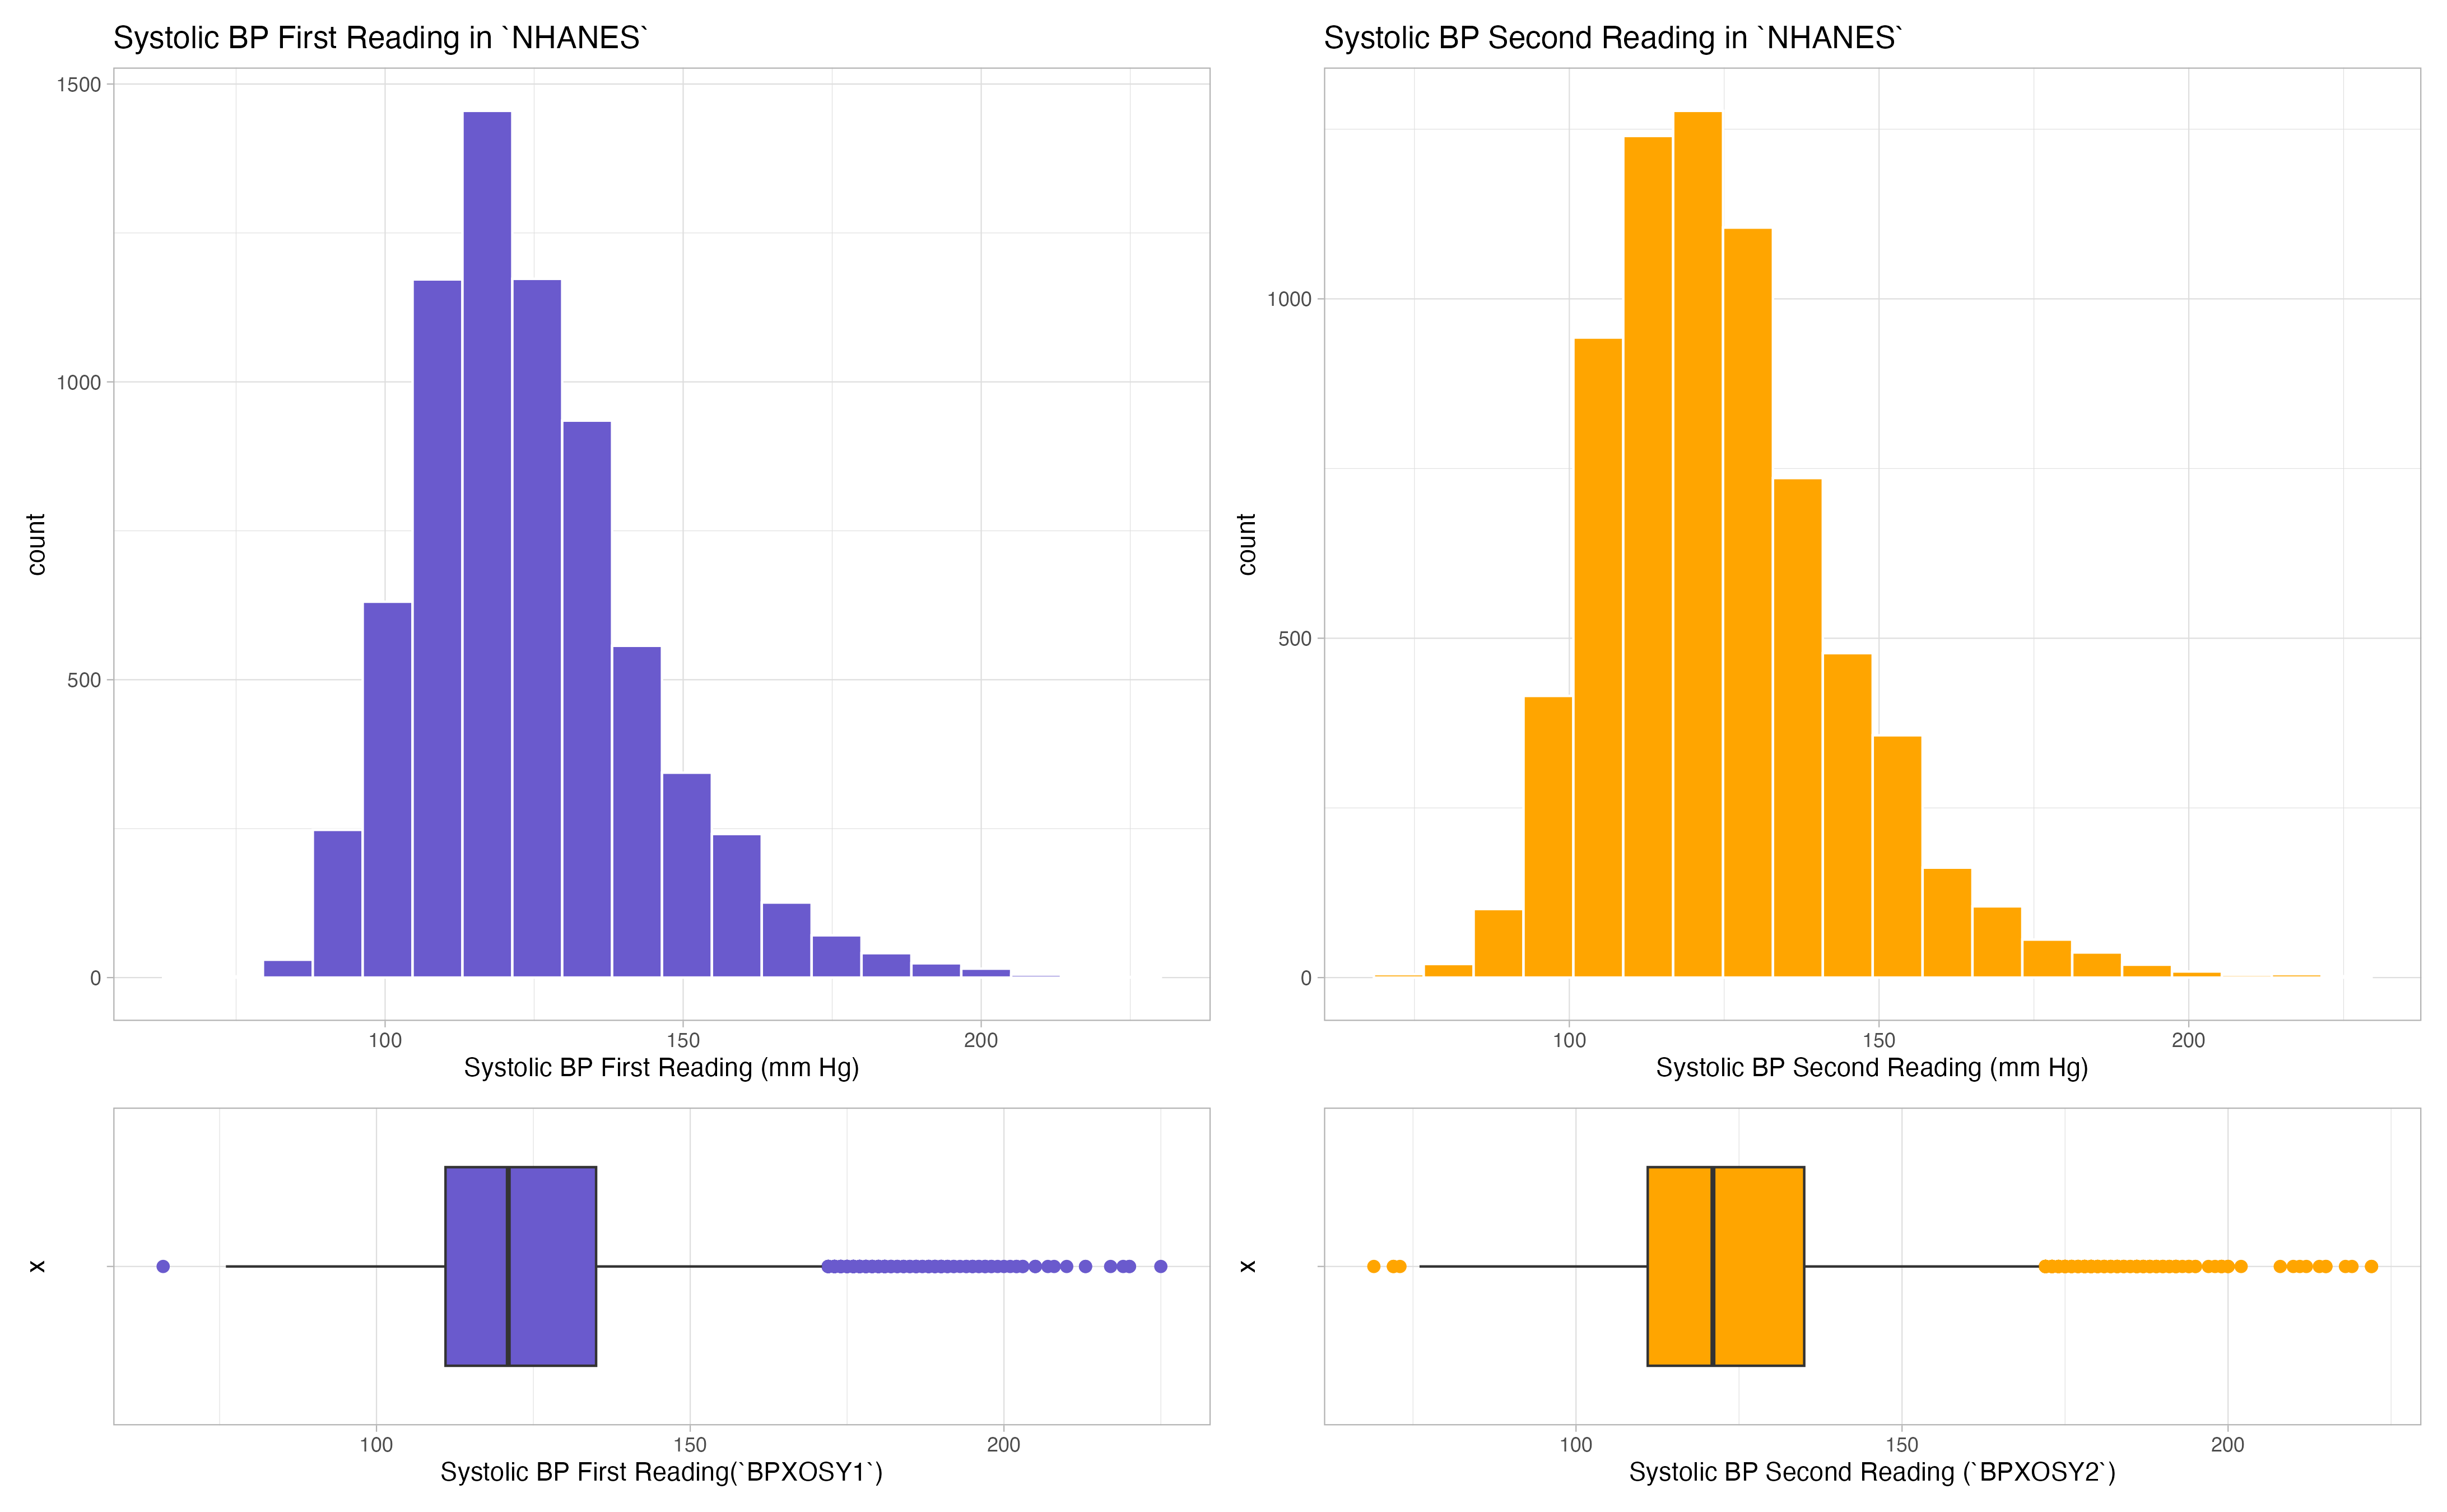 Systolic BP First Reading in `NHANES`
1500
1000
500
0
count
100 150 200
Systolic BP First Reading (mm Hg)
Systolic BP Second Reading in `NHANES`
1000
500
0
count
100 150 200
Systolic BP Second Reading (mm Hg)
x
100 150 200
Systolic BP First Reading(`BPXOSY1`)
x
100 150 200
Systolic BP Second Reading (`BPXOSY2`)